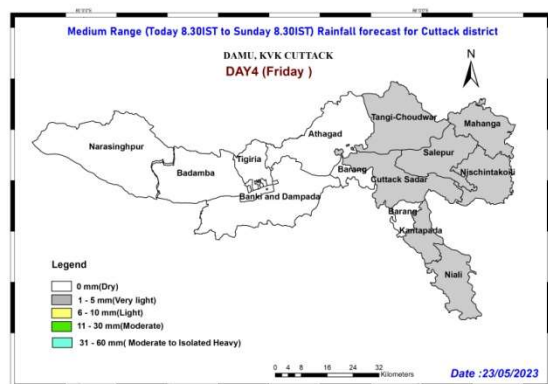 Medium Range (Today 8.30IST to Sunday 8.30IST) Rainfall forecast for Cuttack district
DAMU, KVK CUTTACK
DAY4 (Friday )
N
Tangi-Choudwar
Mahanga
Athagad
Narasinghpur
Salepur
Tigiria
Badamba
Barang
Nischintakoili
Cuttack Sadar
Banki and Dampada
Barang
Kantapada
Niali
Legend
0 mm(Dry)
1 - 5 mm(Very light)
6 - 10 mm(Light)
11 - 30 mm(Moderate)
31 - 60 mm( Moderate to Isolated Heavy)
0 4 8 16 24 32
Kilometers
Date :23/05/2023